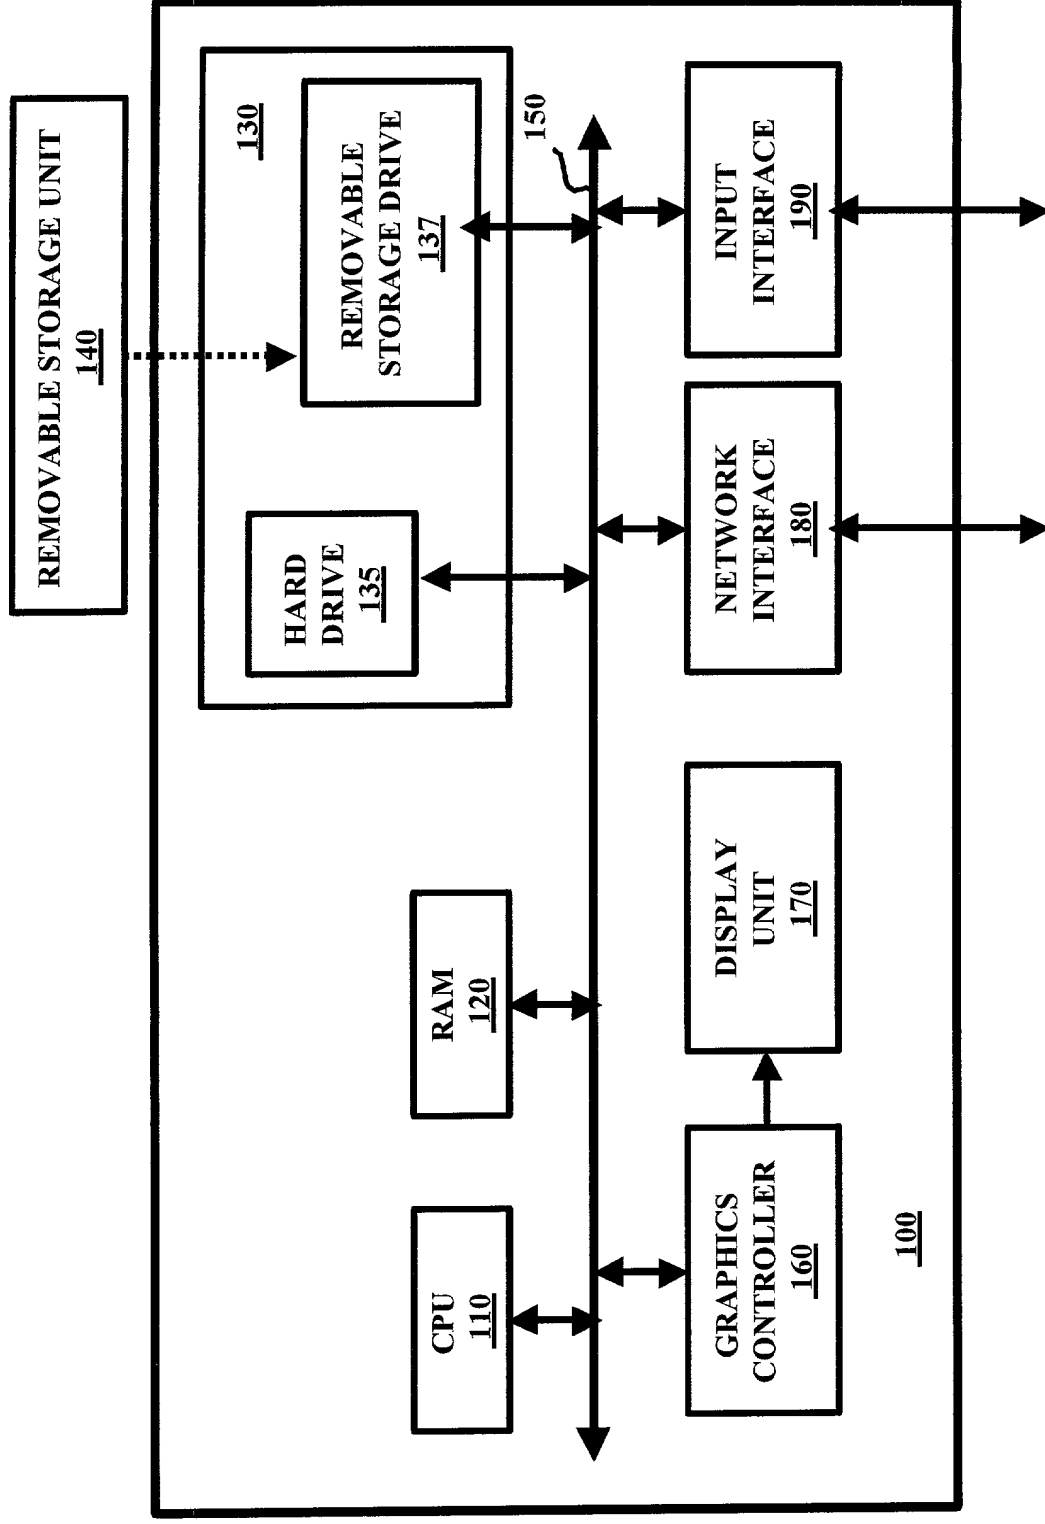 REMOVABLE STORAGE UNIT
140
130
HARD
DRIVE
135
REMOVABLE
STORAGE DRIVE
137
CPU
110
RAM
120
150
GRAPHICS
CONTROLLER
160
DISPLAY
UNIT
170
NETWORK
INTERFACE
180
INPUT
INTERFACE
190
100